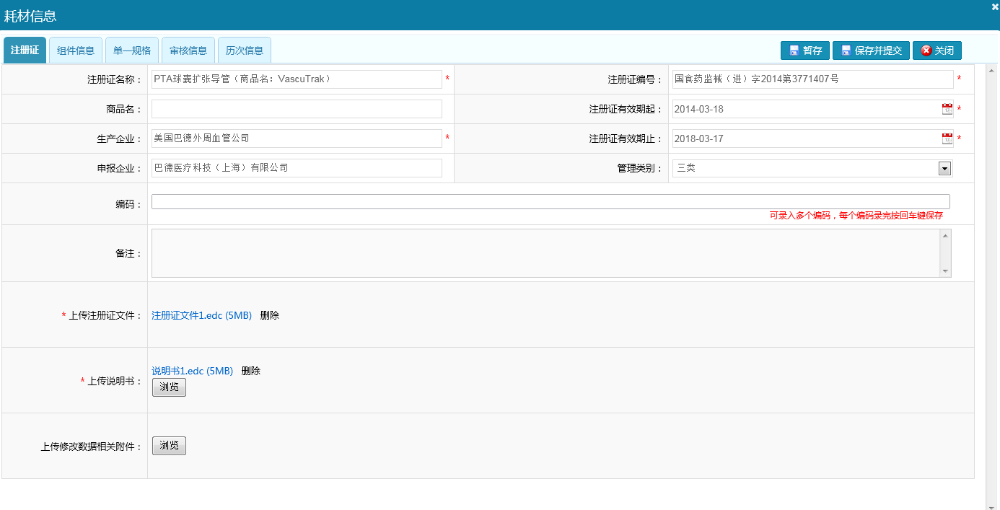 耗材信息
注册证 组件信息 单一规格 审核信息 历次信息 暂存 保存并提交 关闭
注册证名称： PTA球囊扩张导管（商品名：VascuTrak） * 注册证编号： 国食药监械（进）字2014第3771407号 *
商品名： 注册证有效期起： 2014-03-18 *
生产企业： 美国巴德外周血管公司 * 注册证有效期止： 2018-03-17 *
申报企业： 巴德医疗科技（上海）有限公司 管理类别： 三类
编码：
可录入多个编码，每个编码录完按回车键保存
备注：
* 上传注册证文件： 注册证文件1.edc (5MB) 删除
说明书1.edc (5MB) 删除
* 上传说明书：
浏览
上传修改数据相关附件： 浏览